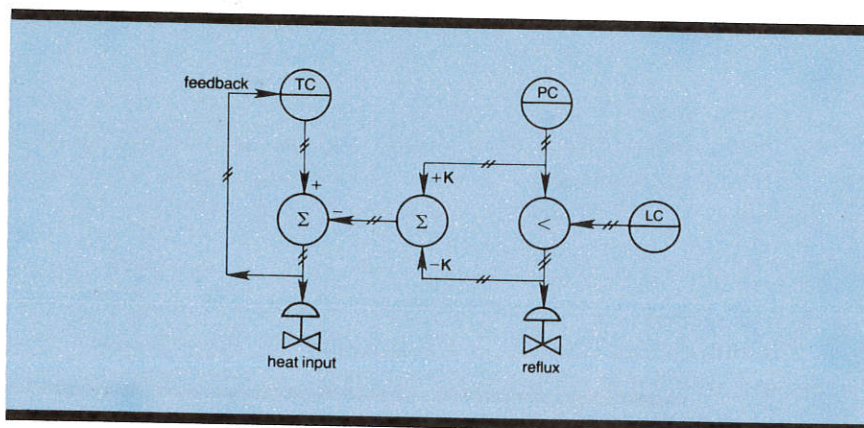 feedback
TC
PC
+
+K
Σ
−
Σ
<
LC
−K
heat input
reflux